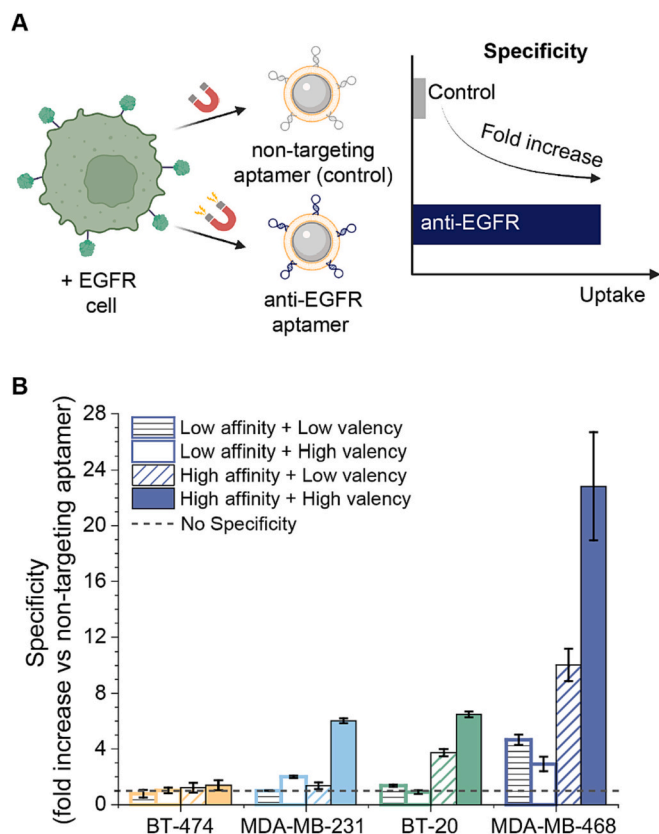 A
non-targeting
aptamer (control)
+ EGFR
cell
anti-EGFR
aptamer
Specificity
Control
Fold increase
anti-EGFR
Uptake
B
Specificity
(fold increase vs non-targeting aptamer)
28
24
20
16
12
8
4
0
Low affinity + Low valency
Low affinity + High valency
High affinity + Low valency
High affinity + High valency
No Specificity
BT-474 MDA-MB-231 BT-20 MDA-MB-468